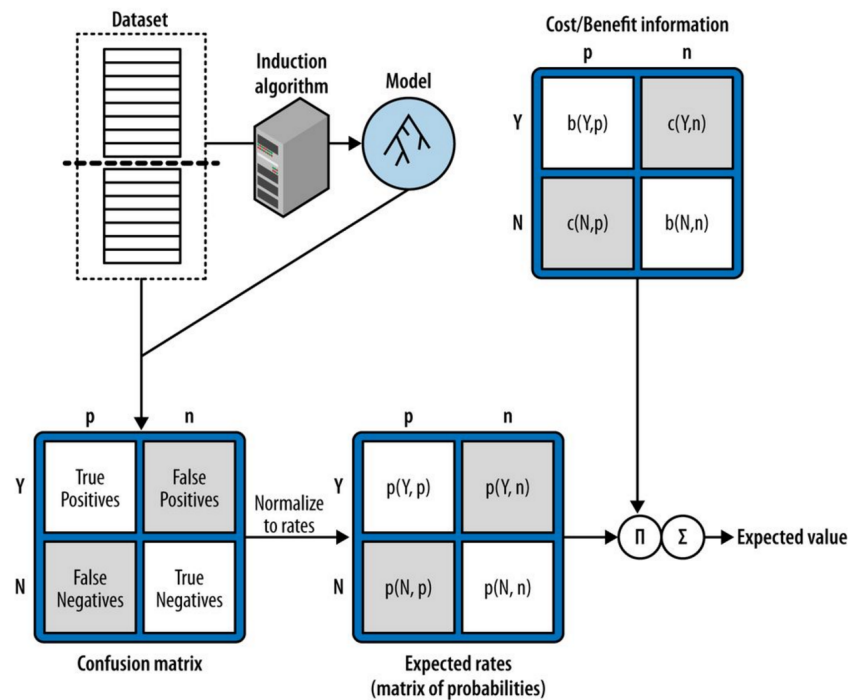 Dataset
Induction
algorithm
Model
Cost/Benefit information
p n
Y b(Y,p) c(Y,n)
N c(N,p) b(N,n)
p n
Y True
Positives
False
Positives
N False
Negatives
True
Negatives
Confusion matrix
Normalize
to rates
p n
Y p(Y, p) p(Y, n)
N p(N, p) p(N, n)
Expected rates
(matrix of probabilities)
Π Σ
Expected value